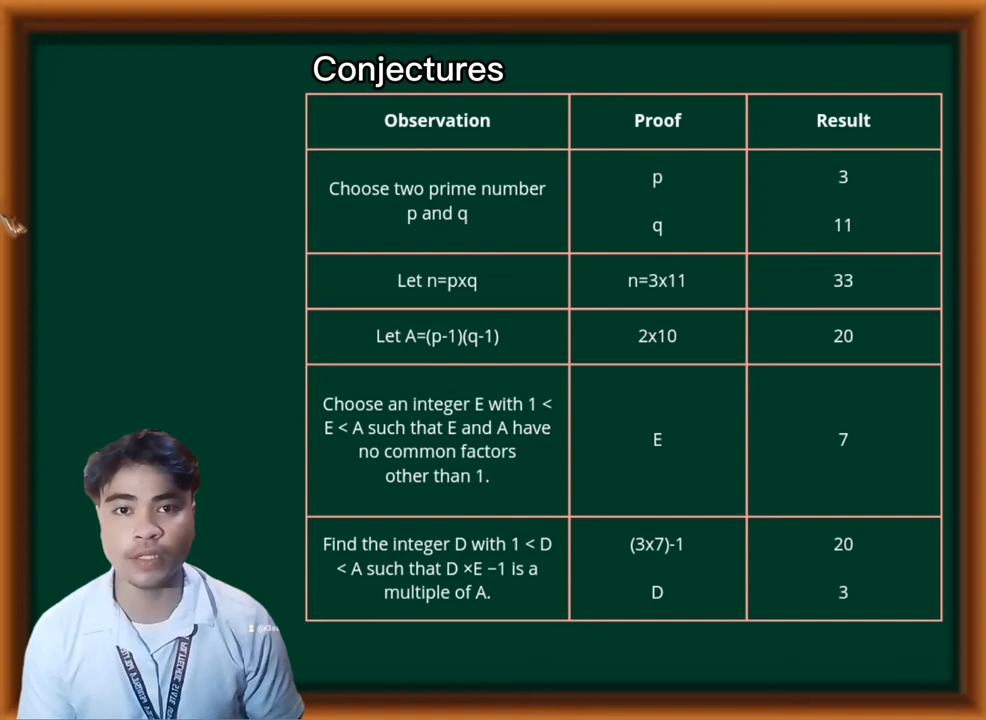 Conjectures
Observation Proof Result
Choose two prime number
p and q
p 3
q 11
Let n=pxq n=3x11 33
Let A=(p-1)(q-1) 2x10 20
Choose an integer E with 1 <
E < A such that E and A have
no common factors
other than 1.
E 7
Find the integer D with 1 < D
< A such that D ×E −1 is a
multiple of A.
(3x7)-1 20
D 3